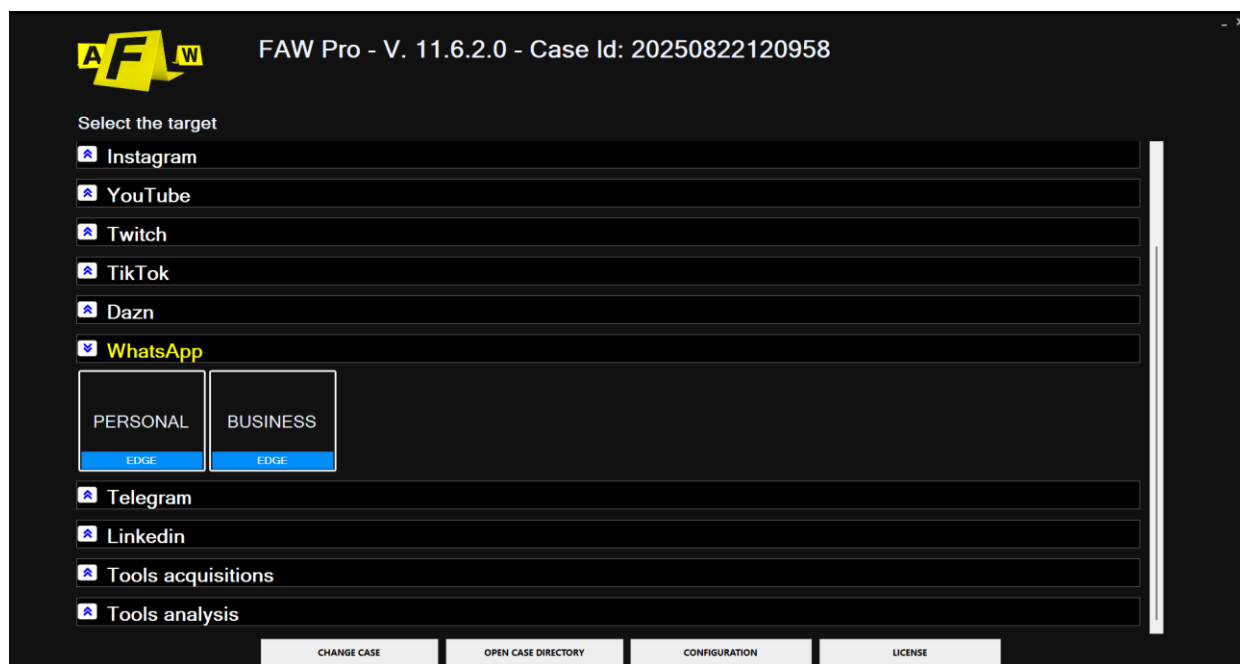 A F W
FAW Pro - V. 11.6.2.0 - Case Id: 20250822120958
Select the target
Instagram
YouTube
Twitch
TikTok
Dazn
WhatsApp
PERSONAL BUSINESS
EDGE EDGE
Telegram
Linkedin
Tools acquisitions
Tools analysis
CHANGE CASE OPEN CASE DIRECTORY CONFIGURATION LICENSE